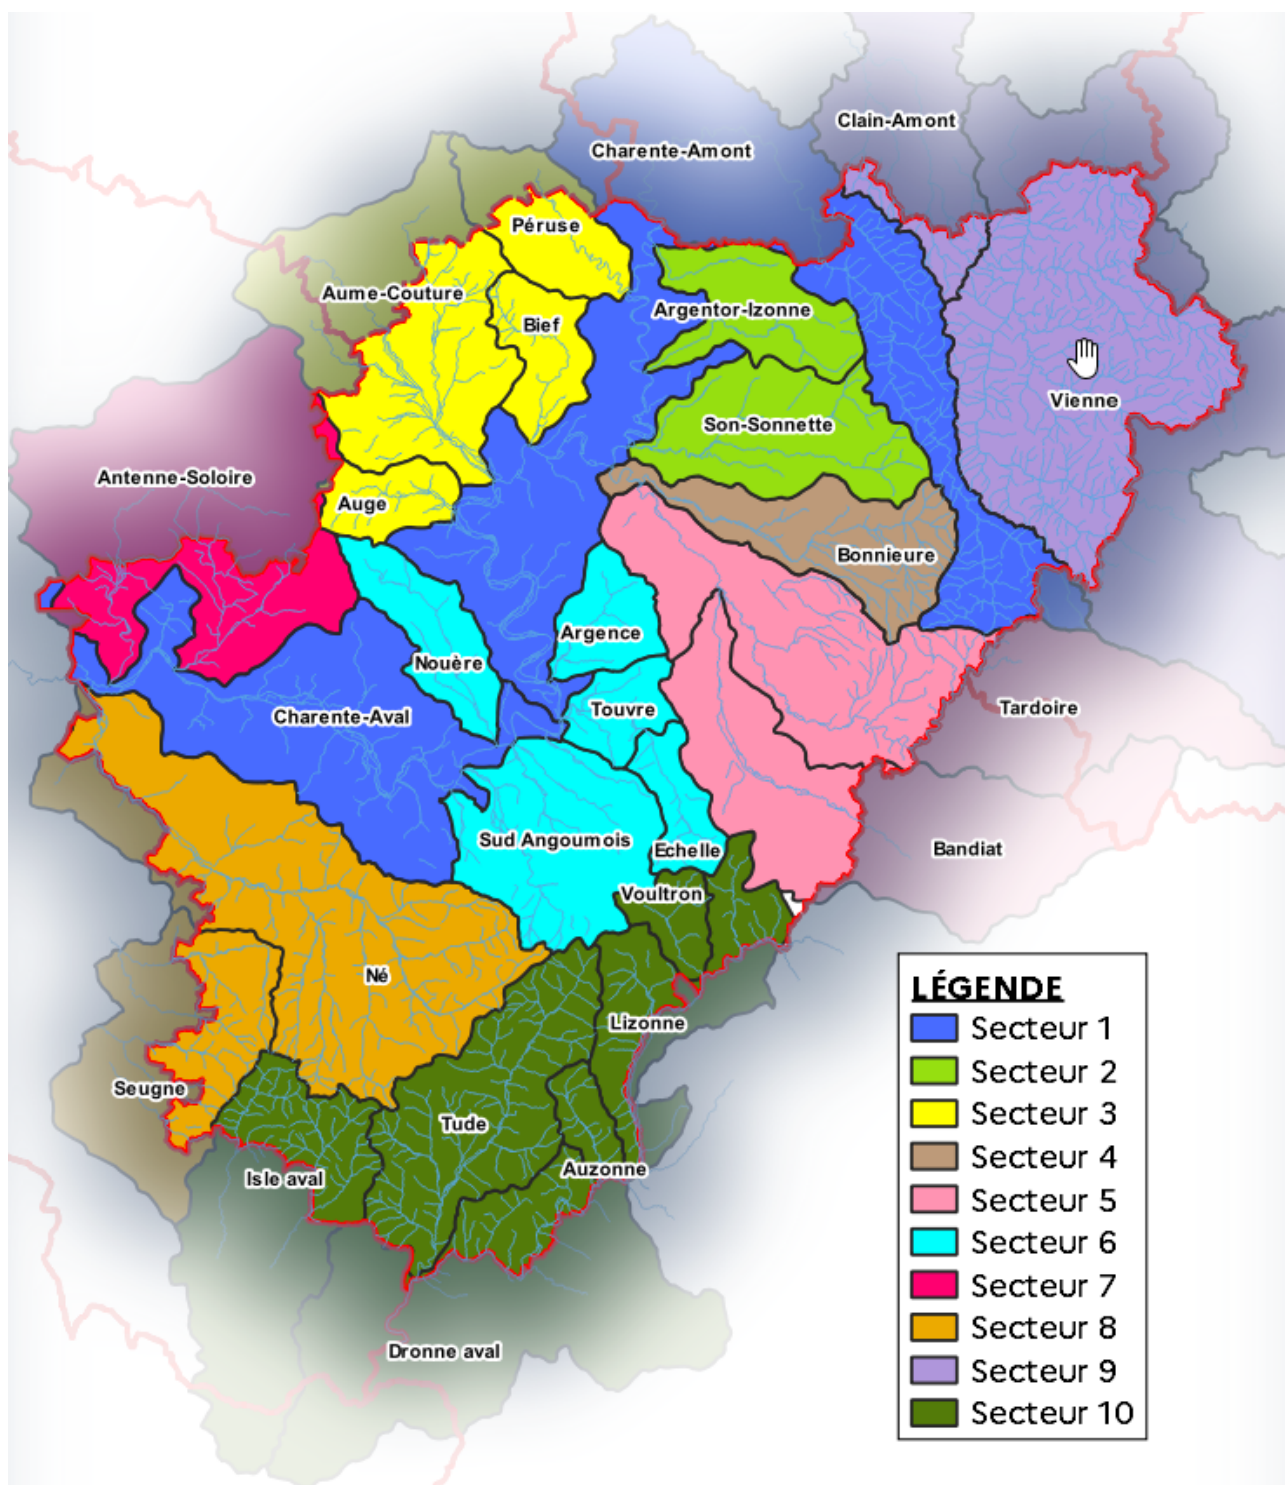 Clain-Amont
Charente-Amont
Péruse
Aume-Couture
Argentor-Izonne
Bief
Vienne
Son-Sonnette
Antenne-Soloire
Auge
Bonnieure
Argence
Nouère
Touvre
Tardoire
Charente-Aval
Sud Angoumois
Echelle
Bandiat
Voultron
Né
Lizonne
Seugne
Tude
Auzonne
Isle aval
Dronne aval
LÉGENDE
Secteur 1
Secteur 2
Secteur 3
Secteur 4
Secteur 5
Secteur 6
Secteur 7
Secteur 8
Secteur 9
Secteur 10